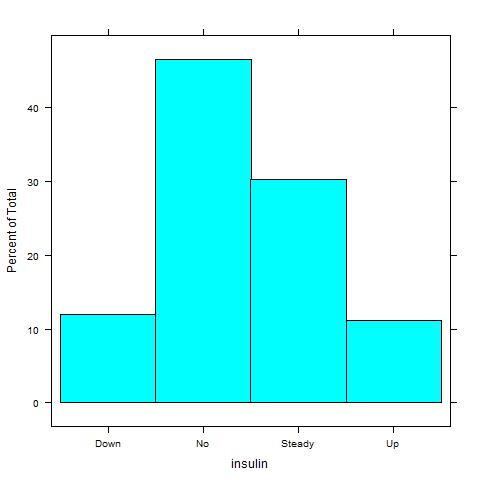 Percent of Total
40
30
20
10
0
Down No Steady Up
insulin